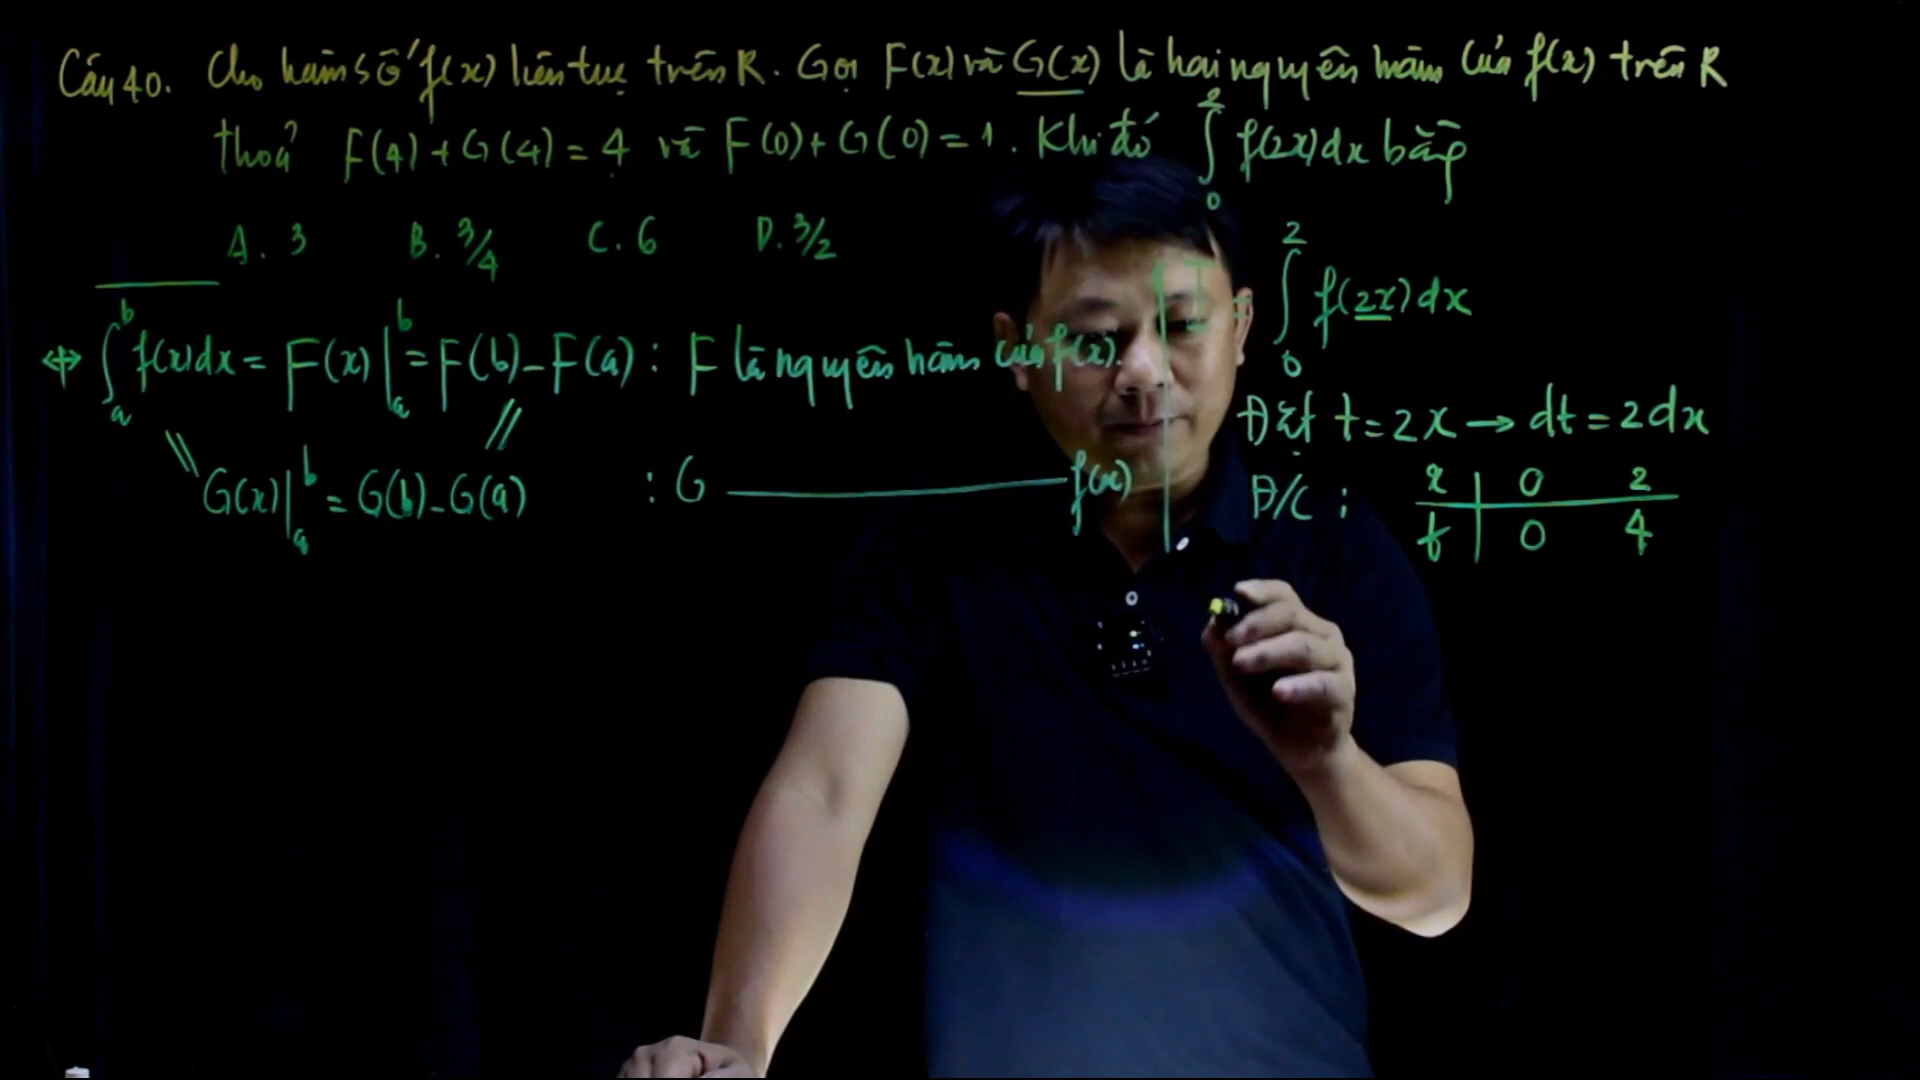 Câu 40. Cho hàm số f(x) liên tục trên R. Gọi F(x) và G(x) là hai nguyên hàm của f(x) trên R
thoả F(4) + G(4) = 4 và F(0) + G(0) = 1. Khi đó ∫₀² f(2x)dx bằng
A. 3 B. 3/4 C. 6 D. 3/2
∫ₐᵇ f(x)dx = F(x)|ₐᵇ = F(b) - F(a) : F là nguyên hàm của f(x).
G(x)|ₐᵇ = G(b) - G(a) : G ——— f(x)
I = ∫₀² f(2x)dx
Đặt t = 2x → dt = 2dx
Đ/C : x | 0 2
t | 0 4